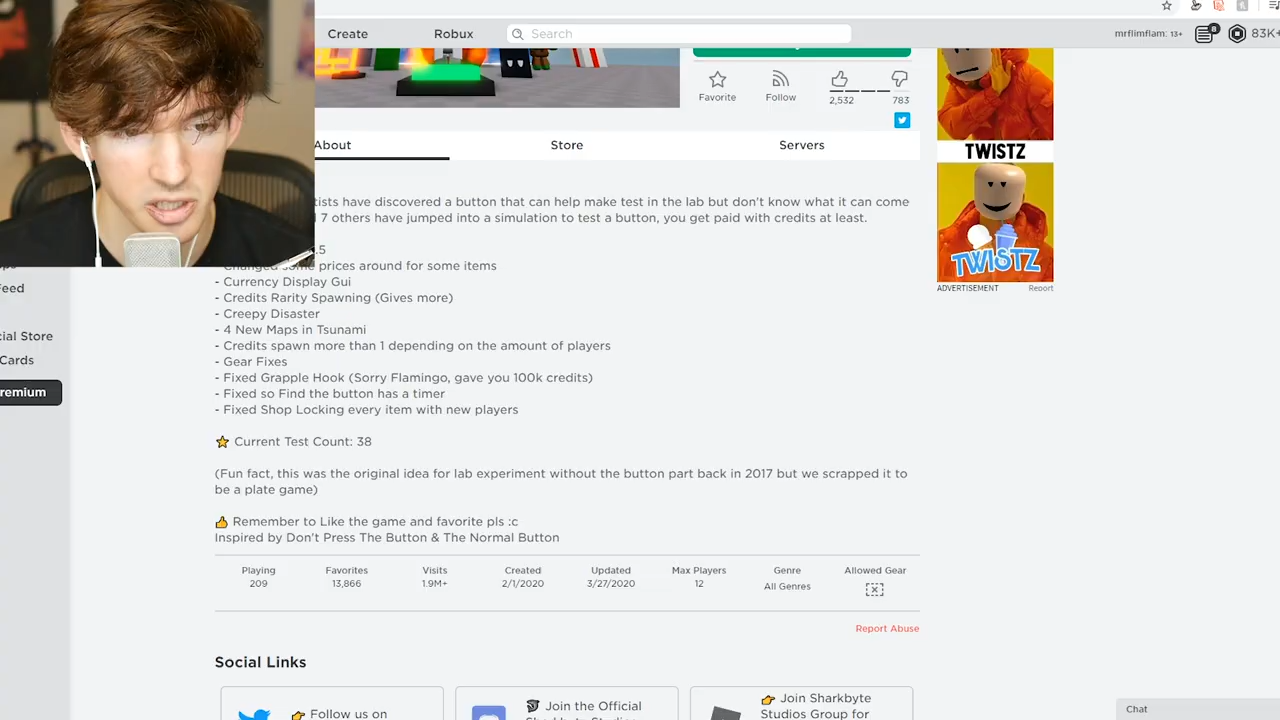 Create
Robux
Search
mrflimflam: 13+
8
83K+
Favorite
Follow
2,532
783
About
Store
Servers
TWISTZ
TWISTZ
ADVERTISEMENT
Report
tists have discovered a button that can help make test in the lab but don't know what it can come
7 others have jumped into a simulation to test a button, you get paid with credits at least.
.5
- Changed some prices around for some items
- Currency Display Gui
- Credits Rarity Spawning (Gives more)
- Creepy Disaster
- 4 New Maps in Tsunami
- Credits spawn more than 1 depending on the amount of players
- Gear Fixes
- Fixed Grapple Hook (Sorry Flamingo, gave you 100k credits)
- Fixed so Find the button has a timer
- Fixed Shop Locking every item with new players
⭐ Current Test Count: 38
(Fun fact, this was the original idea for lab experiment without the button part back in 2017 but we scrapped it to
be a plate game)
👍 Remember to Like the game and favorite pls :c
Inspired by Don't Press The Button & The Normal Button
Playing
209
Favorites
13,866
Visits
1.9M+
Created
2/1/2020
Updated
3/27/2020
Max Players
12
Genre
All Genres
Allowed Gear
Report Abuse
Feed
cial Store
Cards
remium
Social Links
👉 Follow us on
Join the Official
👉 Join Sharkbyte
Studios Group for
Chat